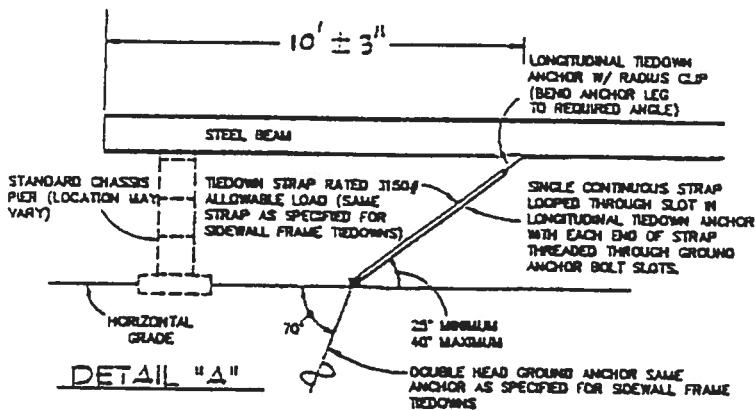 10' ± 3"
LONGITUDINAL TIEDOWN
ANCHOR W/ RADIUS CLIP
(BEND ANCHOR LEG
TO REQUIRED ANGLE)
STEEL BEAM
STANDARD CHASSIS
PIER (LOCATION MAY
VARY)
TIEDOWN STRAP RATED 3150#
ALLOWABLE LOAD (SAME
STRAP AS SPECIFIED FOR
SIDEWALL FRAME TIEDOWNS)
SINGLE CONTINUOUS STRAP
LOOPED THROUGH SLOT IN
LONGITUDINAL TIEDOWN ANCHOR
WITH EACH END OF STRAP
THREADED THROUGH GROUND
ANCHOR BOLT SLOTS.
HORIZONTAL
GRADE
70°
25° MINIMUM
40° MAXIMUM
DETAIL "A"
DOUBLE HEAD GROUND ANCHOR SAME
ANCHOR AS SPECIFIED FOR SIDEWALL FRAME
TIEDOWNS